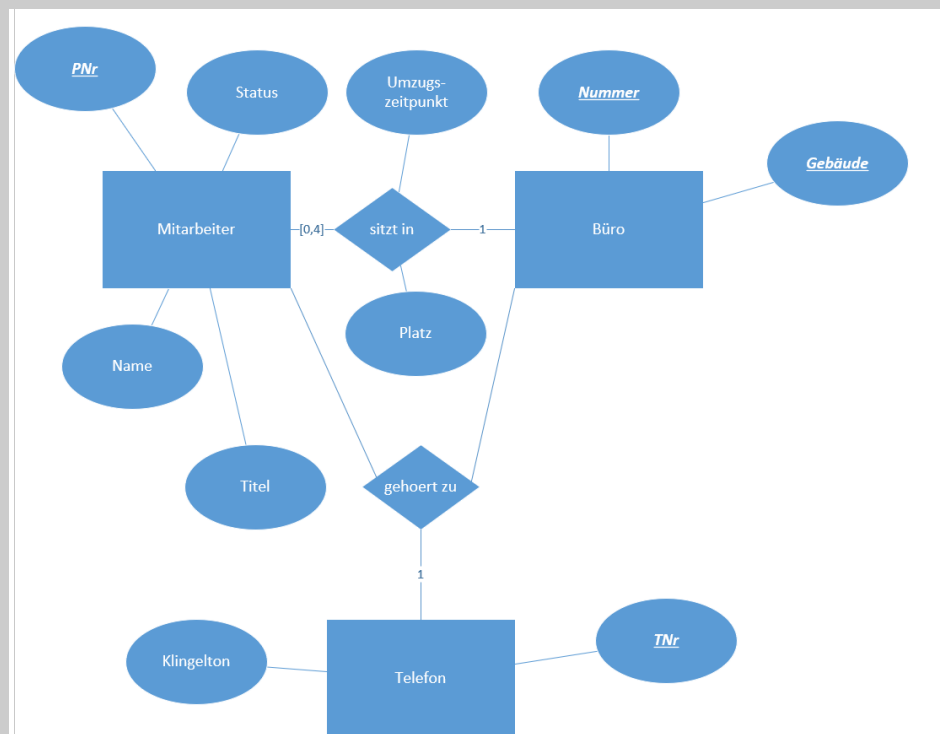 PNr
Status
Umzugs-
zeitpunkt
Nummer
Gebäude
Mitarbeiter
[0,4]
sitzt in
1
Büro
Platz
Name
Titel
gehoert zu
1
Klingelton
Telefon
TNr